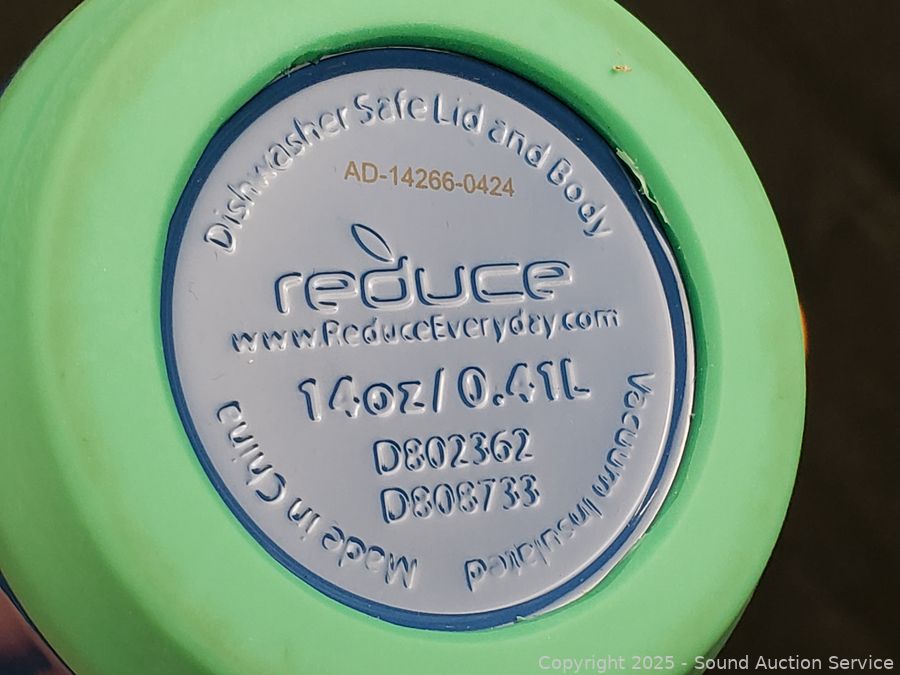 Dishwasher Safe Lid and Body
AD-14266-0424
reduce
www.ReduceEveryday.com
14oz/0.41L
D802362
D808733
Made in China
Vacuum Insulated
Copyright © 2025 - Sound Auction Service